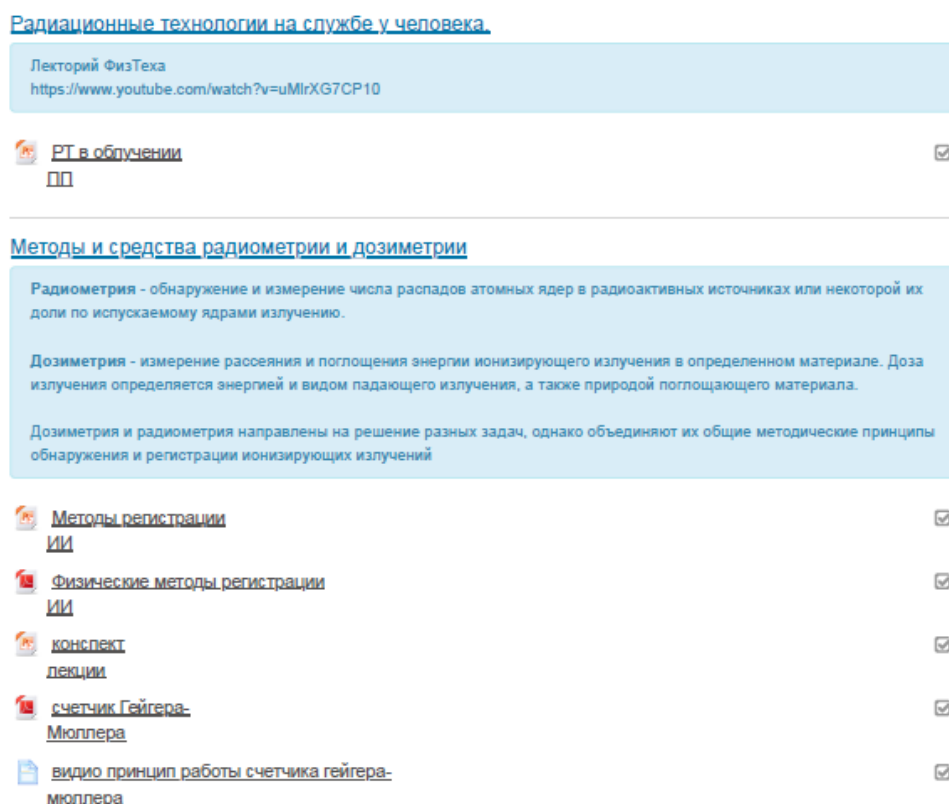 Радиационные технологии на службе у человека.
Лекторий ФизТеха
https://www.youtube.com/watch?v=uMlrXG7CP10
РТ в облучении
ПП
Методы и средства радиометрии и дозиметрии
Радиометрия - обнаружение и измерение числа распадов атомных ядер в радиоактивных источниках или некоторой их
доли по испускаемому ядрами излучению.
Дозиметрия - измерение рассеяния и поглощения энергии ионизирующего излучения в определенном материале. Доза
излучения определяется энергией и видом падающего излучения, а также природой поглощающего материала.
Дозиметрия и радиометрия направлены на решение разных задач, однако объединяют их общие методические принципы
обнаружения и регистрации ионизирующих излучений
Методы регистрации
ИИ
Физические методы регистрации
ИИ
конспект
лекции
счетчик Гейгера-
Мюллера
видио принцип работы счетчика гейгера-
мюллера